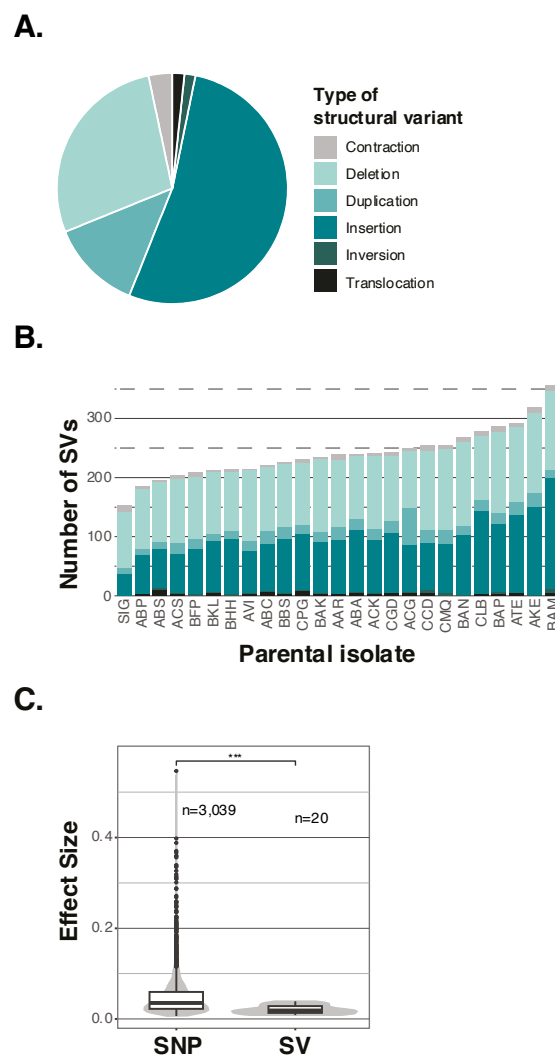 A.
Type of
structural variant
Contraction
Deletion
Duplication
Insertion
Inversion
Translocation
B.
Number of SVs
300
200
100
0
SIG ABP ABS ACS BFP BKL BHH AVI ABC BBS CPG BAK AAR ABA ACK CGD ACG CCD CMQ BAN CLB BAP ATE AKE BAM
Parental isolate
C.
Effect Size
0.4
0.2
0.0
***
n=3,039
n=20
SNP SV